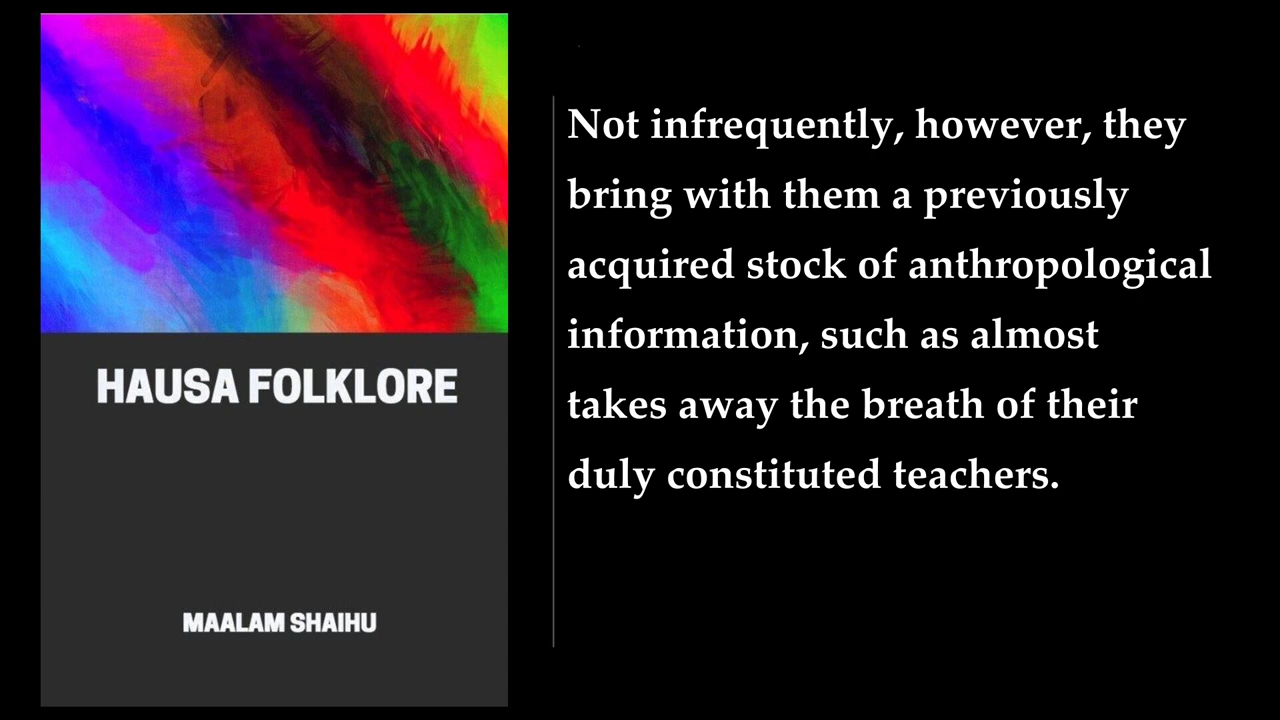 HAUSA FOLKLORE
MAALAM SHAIHU
Not infrequently, however, they
bring with them a previously
acquired stock of anthropological
information, such as almost
takes away the breath of their
duly constituted teachers.